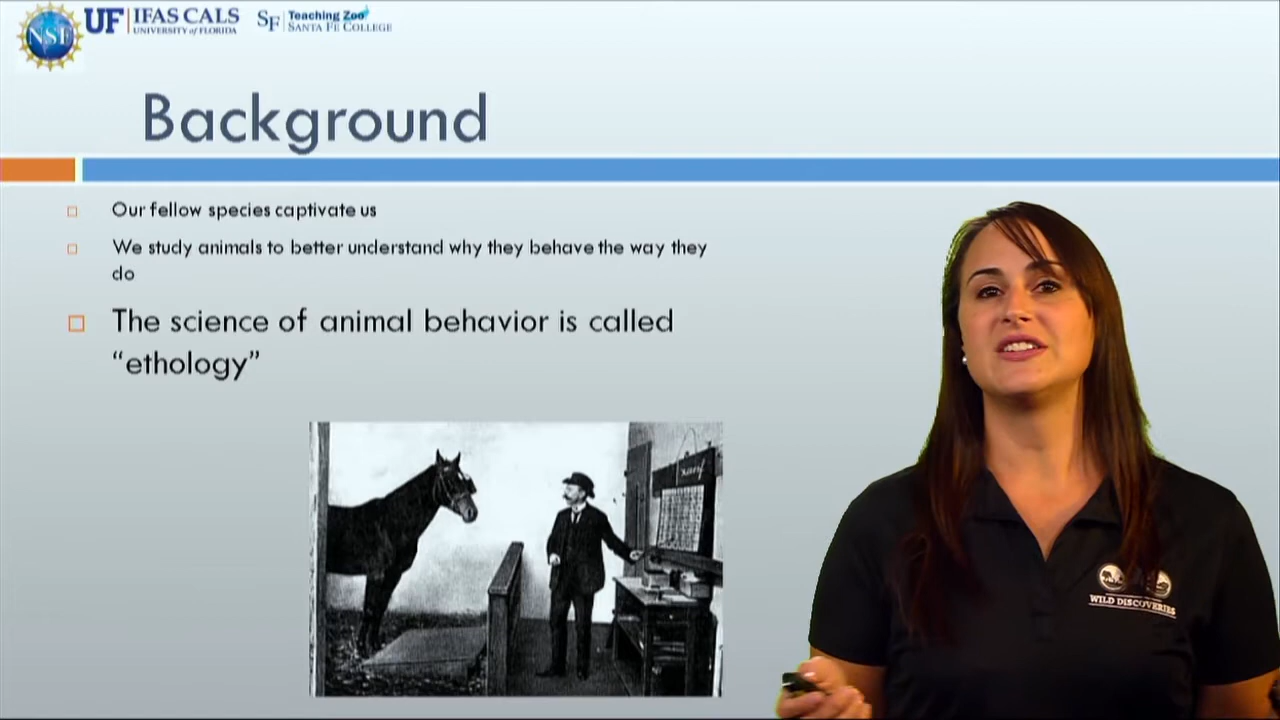 NSF
UF IFAS CALS
UNIVERSITY of FLORIDA
SF Teaching Zoo
SANTA FE COLLEGE
Background
Our fellow species captivate us
We study animals to better understand why they behave the way they
do
The science of animal behavior is called
“ethology”
WILD DISCOVERIES